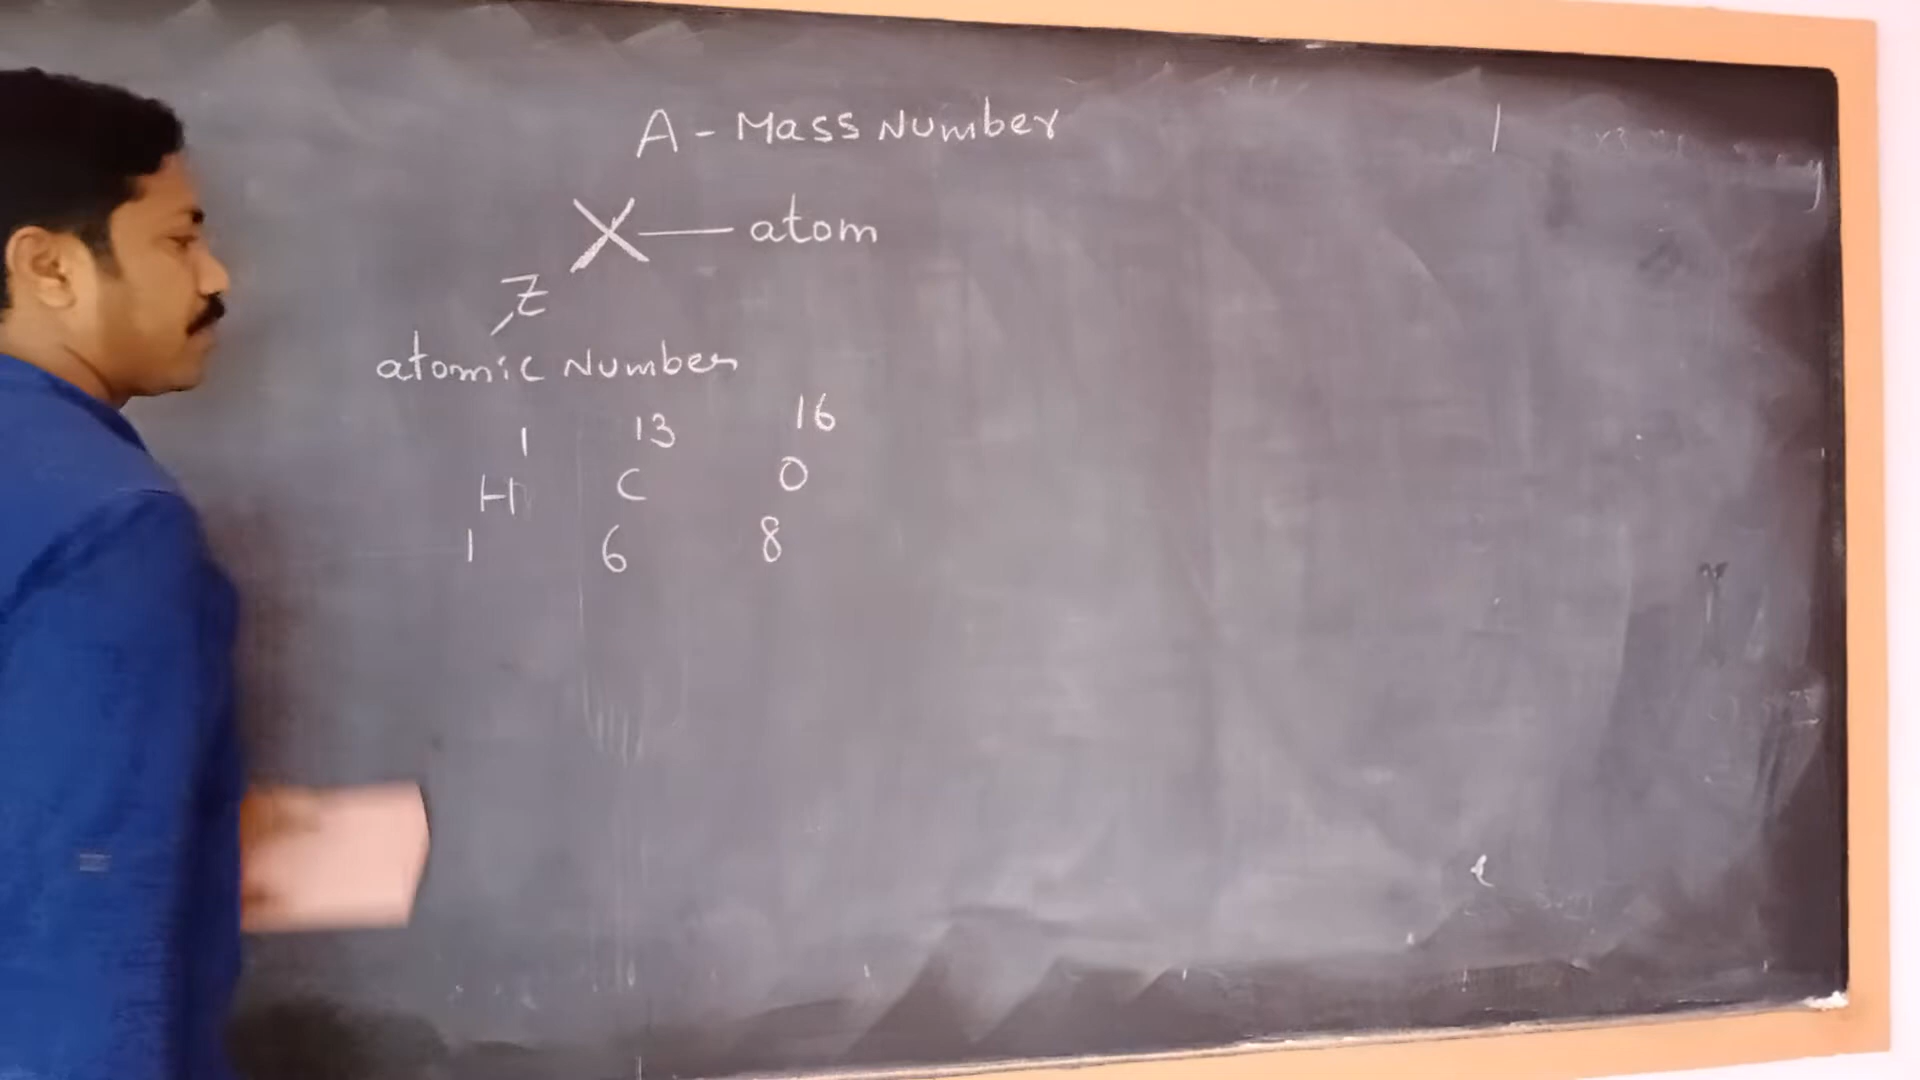 A - Mass Number
X — atom
Z
atomic Number
1 13 16
H C O
1 6 8